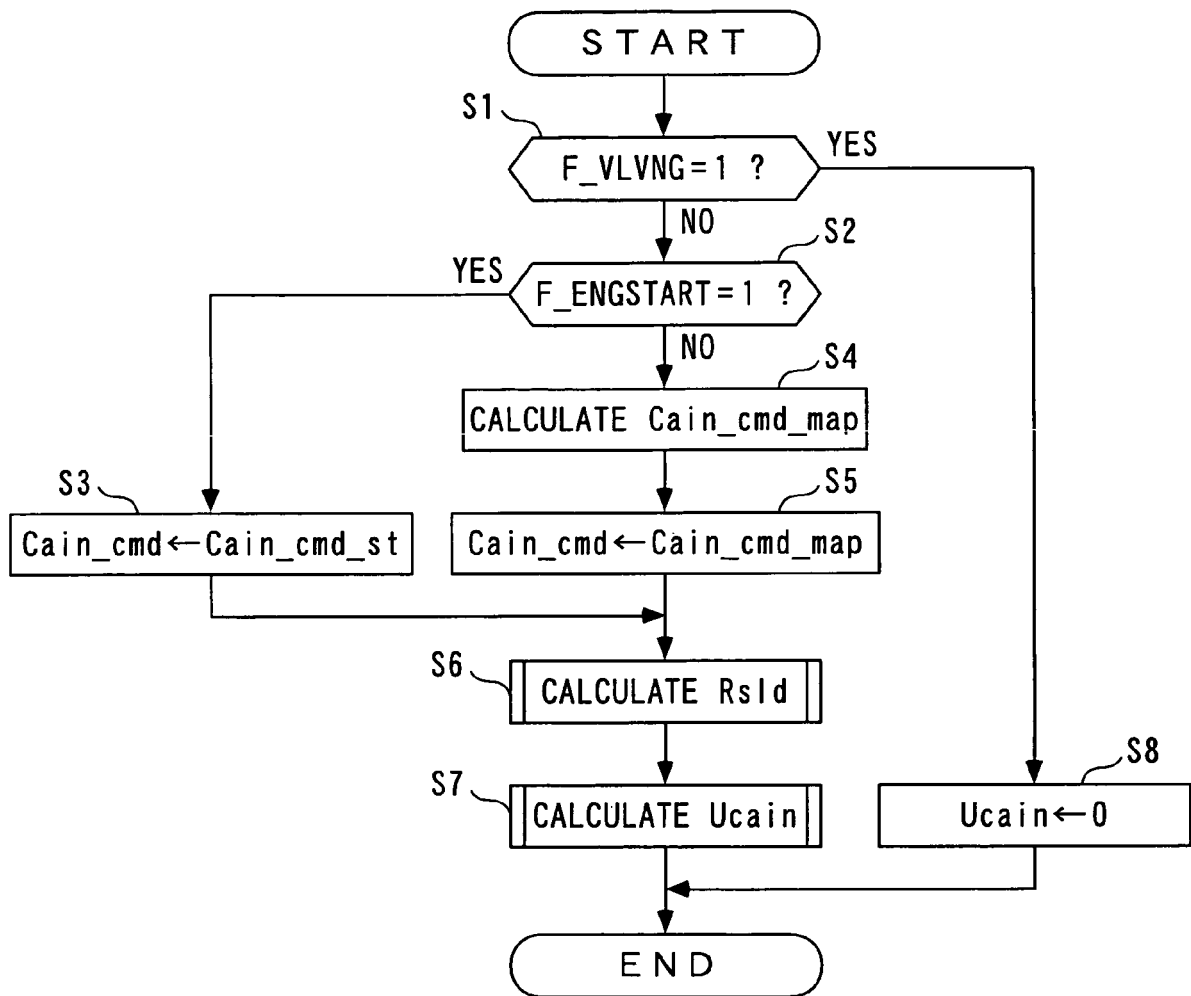 START
S1
F_VLVNG=1 ?
YES
NO
S2
YES
F_ENGSTART=1 ?
NO
S4
CALCULATE Cain_cmd_map
S3
Cain_cmd←Cain_cmd_st
S5
Cain_cmd←Cain_cmd_map
S6
CALCULATE Rsld
S7
CALCULATE Ucain
S8
Ucain←0
END